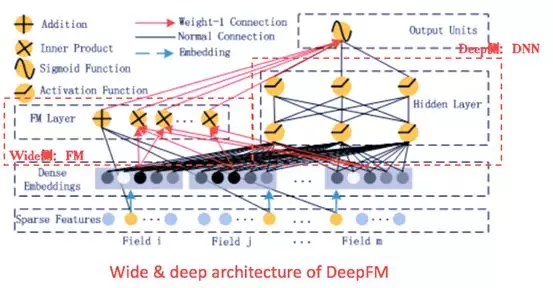 Addition
Inner Product
Sigmoid Function
Activation Function
Weight-1 Connection
Normal Connection
Embedding
Output Units
Deep侧: DNN
Hidden Layer
FM Layer
Wide侧: FM
Dense
Embeddings
Sparse Features
Field i
Field j
Field m
Wide & deep architecture of DeepFM